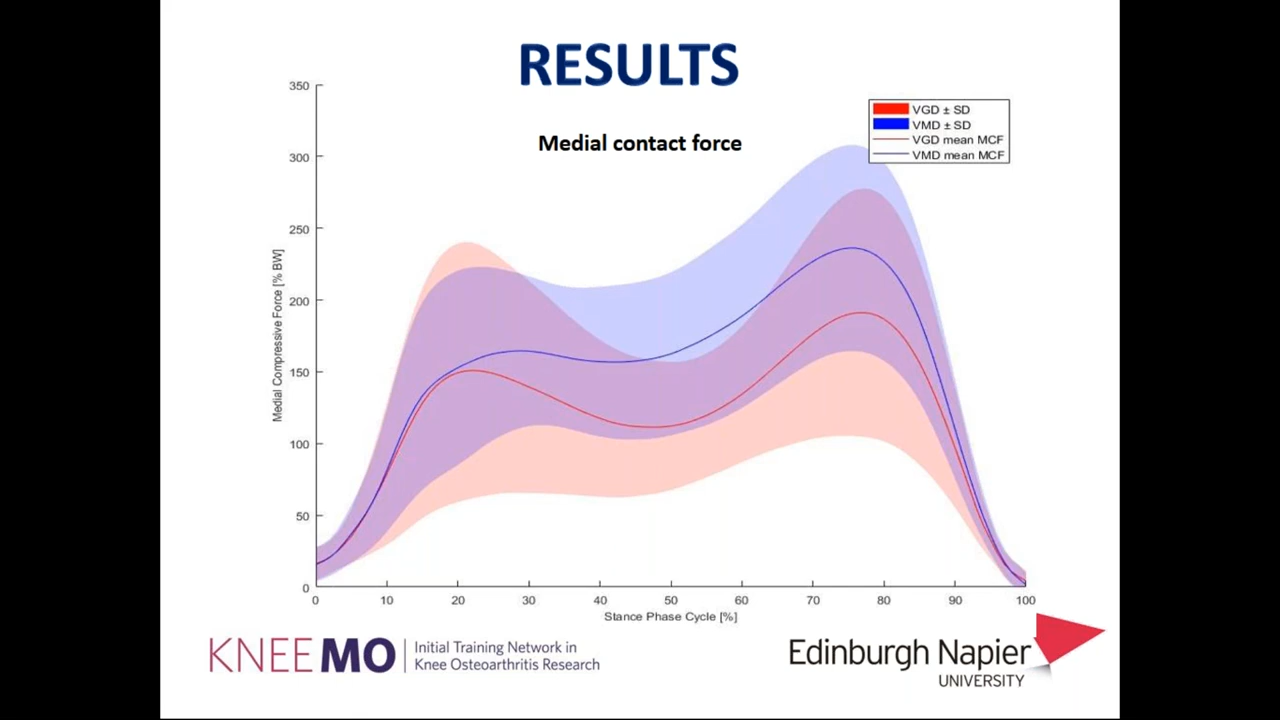 RESULTS
Medial contact force
VGD ± SD
VMD ± SD
VGD mean MCF
VMD mean MCF
350
300
250
200
150
100
50
0
Medial Compressive Force [% BW]
0 10 20 30 40 50 60 70 80 90 100
Stance Phase Cycle [%]
KNEEMO
Initial Training Network in
Knee Osteoarthritis Research
Edinburgh Napier
UNIVERSITY